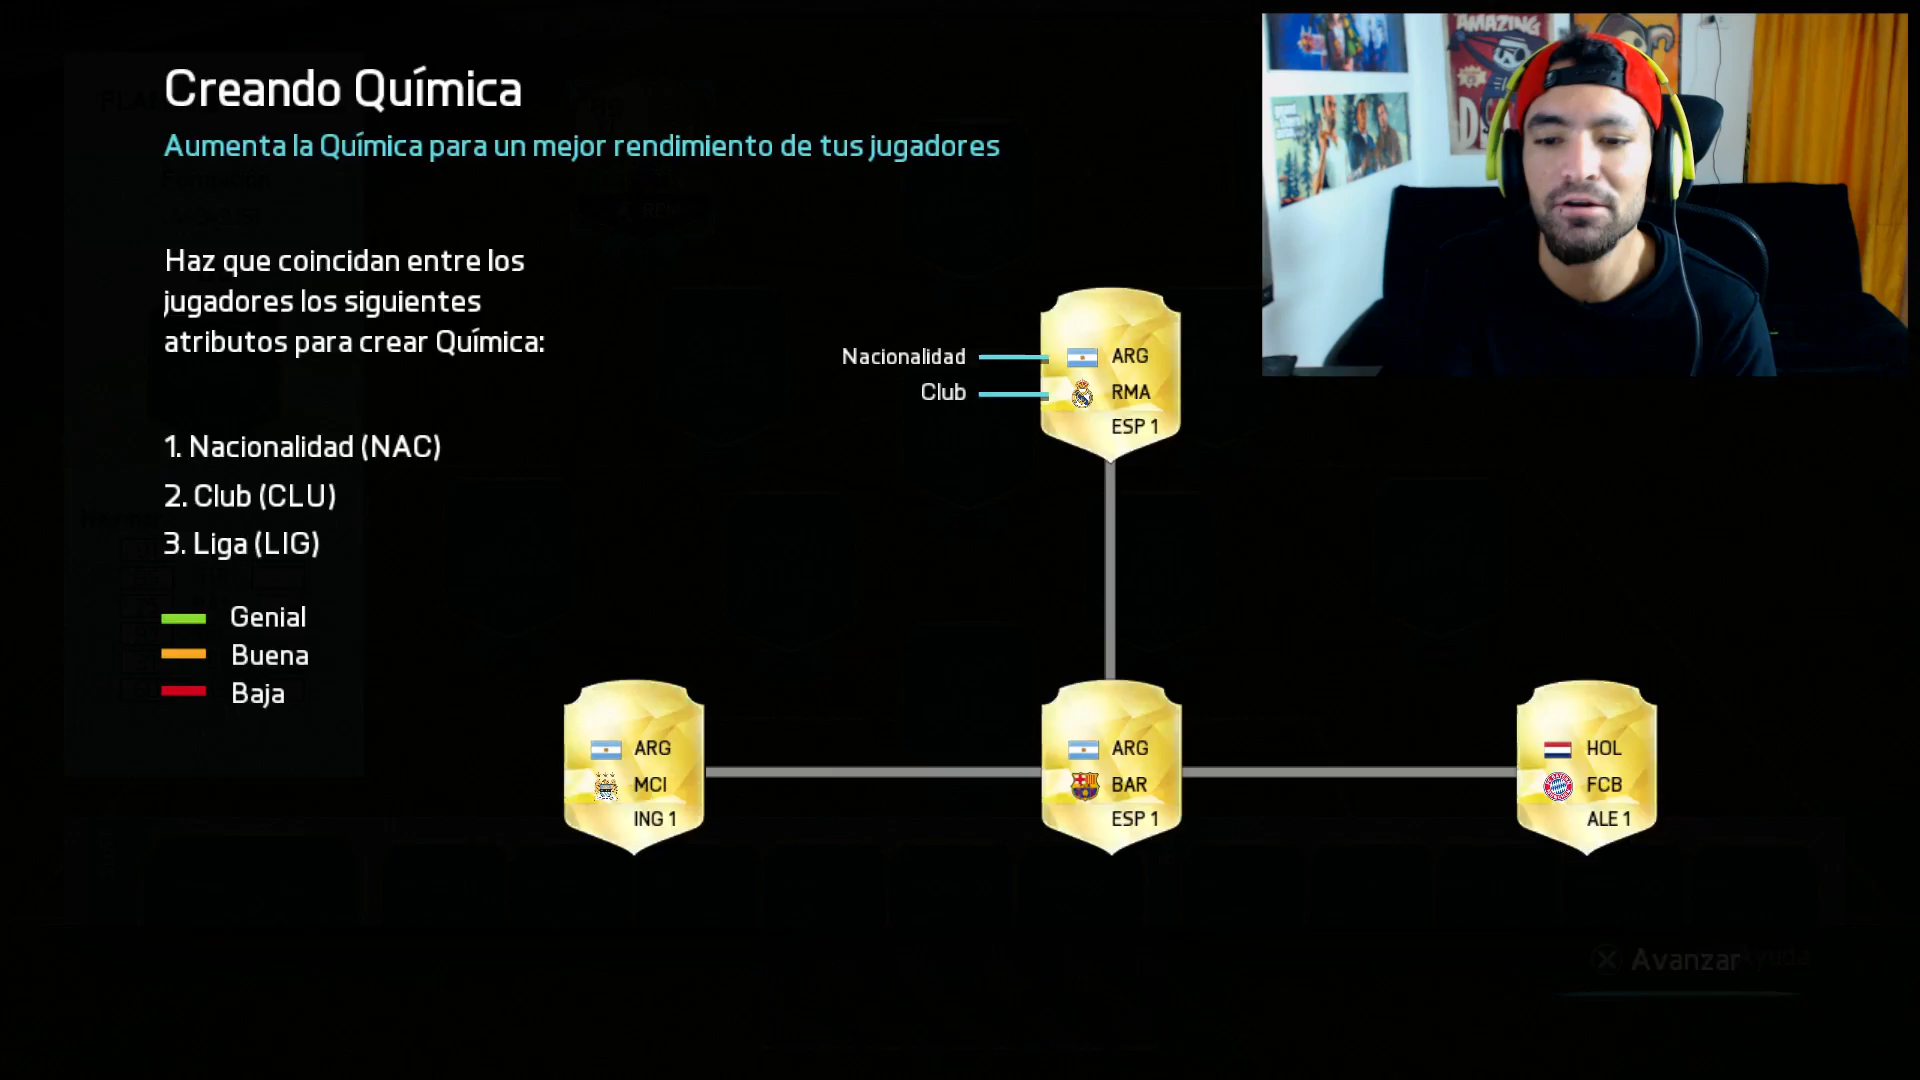 Creando Química
Aumenta la Química para un mejor rendimiento de tus jugadores
Haz que coincidan entre los
jugadores los siguientes
atributos para crear Química:
1. Nacionalidad (NAC)
2. Club (CLU)
3. Liga (LIG)
Genial
Buena
Baja
Nacionalidad
Club
ARG
RMA
ESP 1
ARG
MCI
ING 1
ARG
BAR
ESP 1
HOL
FCB
ALE 1
Avanzar
Ayuda
AMAZING